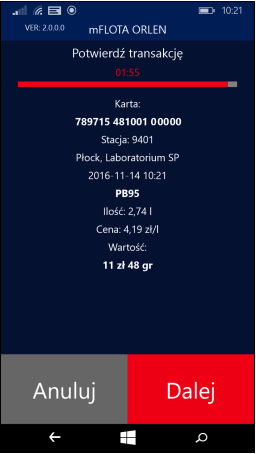 10:21
VER: 2.0.0.0 mFLOTA ORLEN
Potwierdź transakcję
01:55
Karta:
789715 481001 00000
Stacja: 9401
Płock, Laboratorium SP
2016-11-14 10:21
PB95
Ilość: 2,74 l
Cena: 4,19 zł/l
Wartość:
11 zł 48 gr
Anuluj Dalej